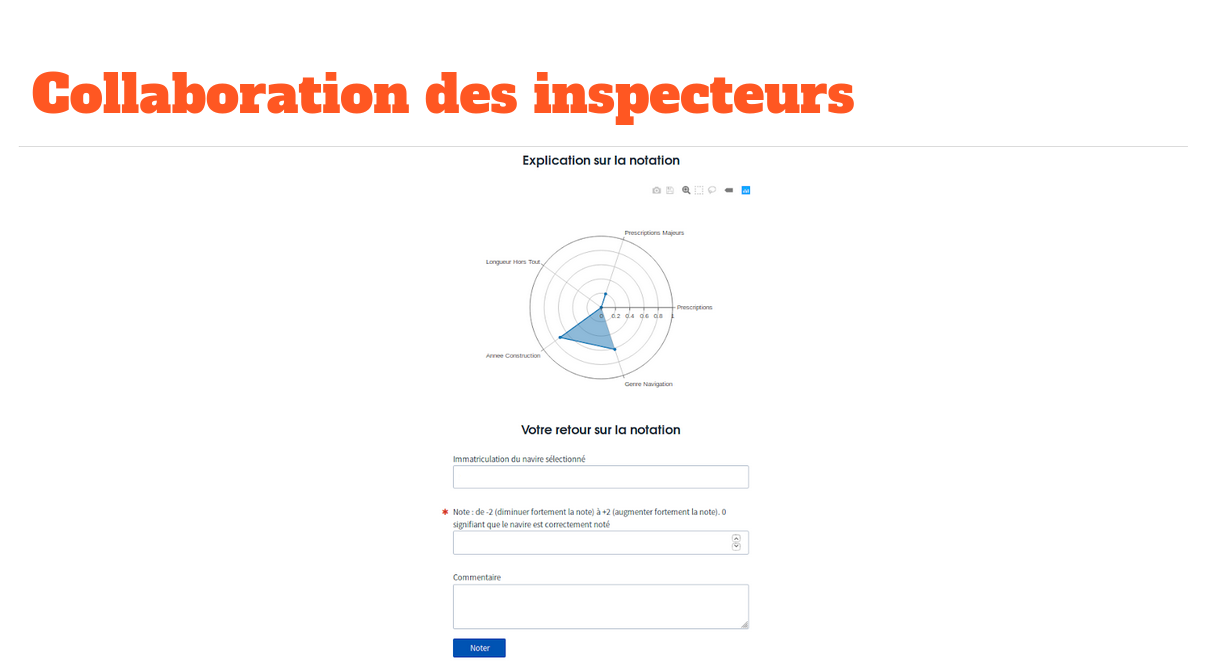 Collaboration des inspecteurs
Explication sur la notation
Prescriptions Majeurs
Longueur Hors Tout
Prescriptions
0 0.2 0.4 0.6 0.8 1
Annee Construction
Genre Navigation
Votre retour sur la notation
Immatriculation du navire sélectionné
* Note : de -2 (diminuer fortement la note) à +2 (augmenter fortement la note). 0
signifiant que le navire est correctement noté
Commentaire
Noter